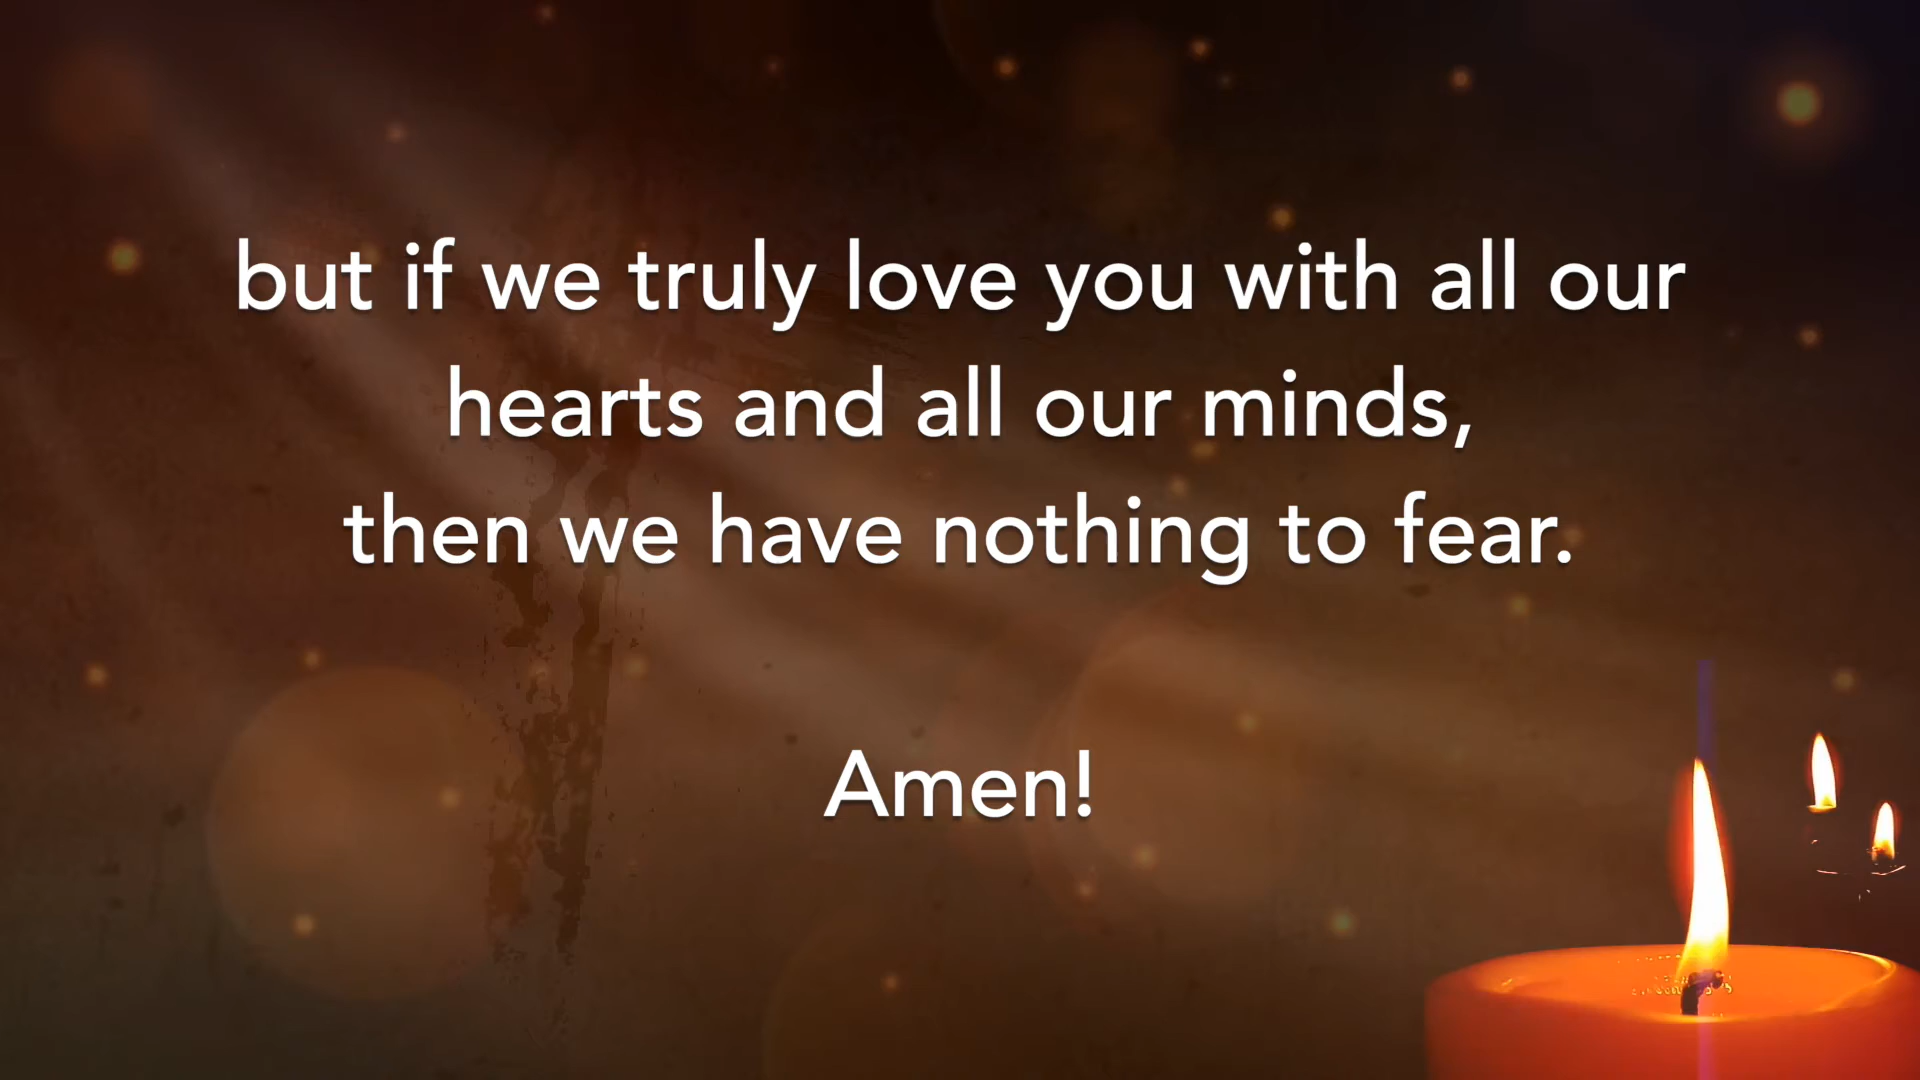 but if we truly love you with all our
hearts and all our minds,
then we have nothing to fear.
Amen!